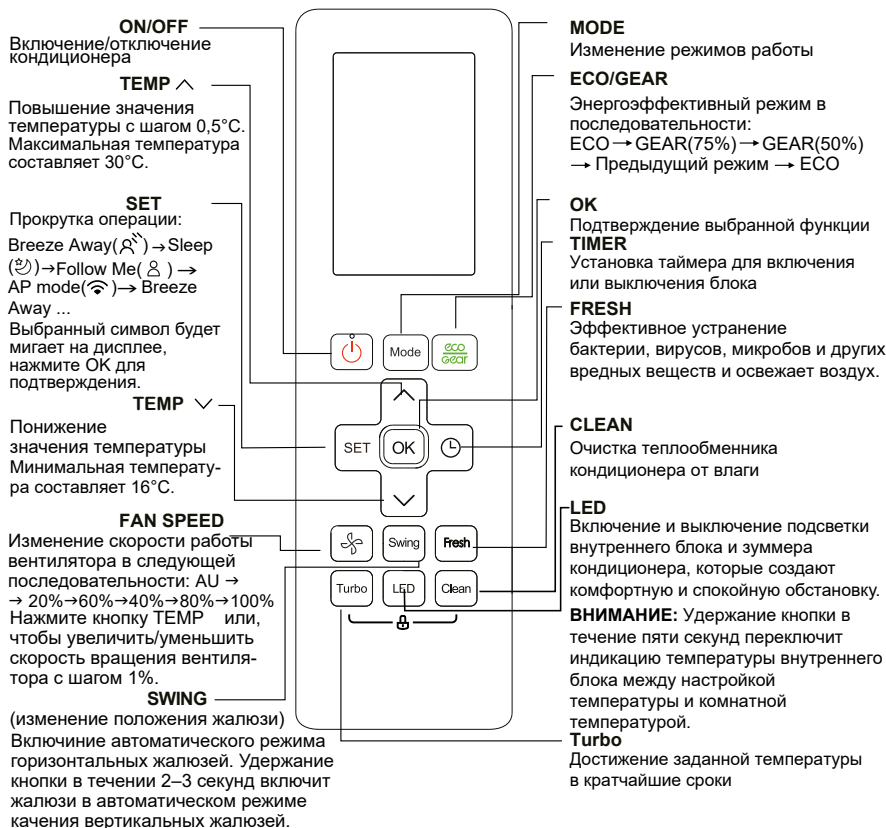 ON/OFF
Включение/отключение
кондиционера
TEMP
Повышение значения
температуры с шагом 0,5°C.
Максимальная температура
составляет 30°C.
SET
Прокрутка операции:
Breeze Away( )→Sleep
( )→Follow Me( )→
AP mode( )→ Breeze
Away ...
Выбранный символ будет
мигает на дисплее,
нажмите OK для
подтверждения.
TEMP
Понижение
значения температуры
Минимальная температу-
ра составляет 16°C.
FAN SPEED
Изменение скорости работы
вентилятора в следующей
последовательности: AU →
→ 20%→60%→40%→80%→100%
Нажмите кнопку TEMP или,
чтобы увеличить/уменьшить
скорость вращения вентиля-
тора с шагом 1%.
SWING
(изменение положения жалюзи)
Включиние автоматического режима
горизонтальных жалюзей. Удержание
кнопки в течении 2–3 секунд включит
жалюзи в автоматическом режиме
качения вертикальных жалюзей.
Mode
eco
gear
SET
OK
Swing
Fresh
Turbo
LED
Clean
MODE
Изменение режимов работы
ECO/GEAR
Энергоэффективный режим в
последовательности:
ECO→GEAR(75%)→GEAR(50%)
→ Предыдущий режим → ECO
OK
Подтверждение выбранной функции
TIMER
Установка таймера для включения
или выключения блока
FRESH
Эффективное устранение
бактерии, вирусов, микробов и других
вредных веществ и освежает воздух.
CLEAN
Очистка теплообменника
кондиционера от влаги
LED
Включение и выключение подсветки
внутреннего блока и зуммера
кондиционера, которые создают
комфортную и спокойную обстановку.
ВНИМАНИЕ: Удержание кнопки в
течение пяти секунд переключит
индикацию температуры внутреннего
блока между настройкой
температуры и комнатной
температурой.
Turbo
Достижение заданной температуры
в кратчайшие сроки